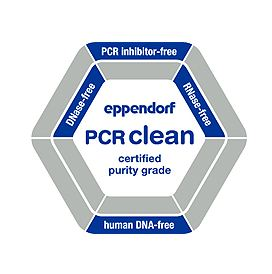 PCR inhibitor-free
DNase-free
RNase-free
eppendorf
PCR clean
certified
purity grade
human DNA-free